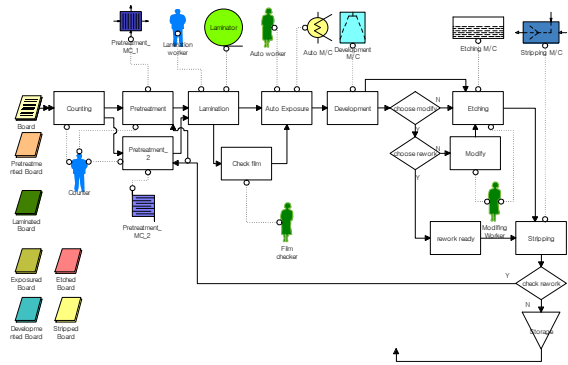 Pretreatment_
MC_1
Lamination
worker
Laminator
Auto worker
Auto M/C
Development
M/C
Etching M/C
Stripping M/C
Board
Counting
Pretreatment
Lamination
Auto Exposure
Development
choose modify
N
Etching
Y
Pretreatme
nted Board
Pretreatment_
2
Check film
choose rework
N
Modify
Y
Counter
Laminated
Board
Pretreatment_
MC_2
Film
checker
Modifing
Worker
rework ready
Stripping
Exposured
Board
Etched
Board
Y
check rework
N
Developme
nted Board
Stripped
Board
Storage